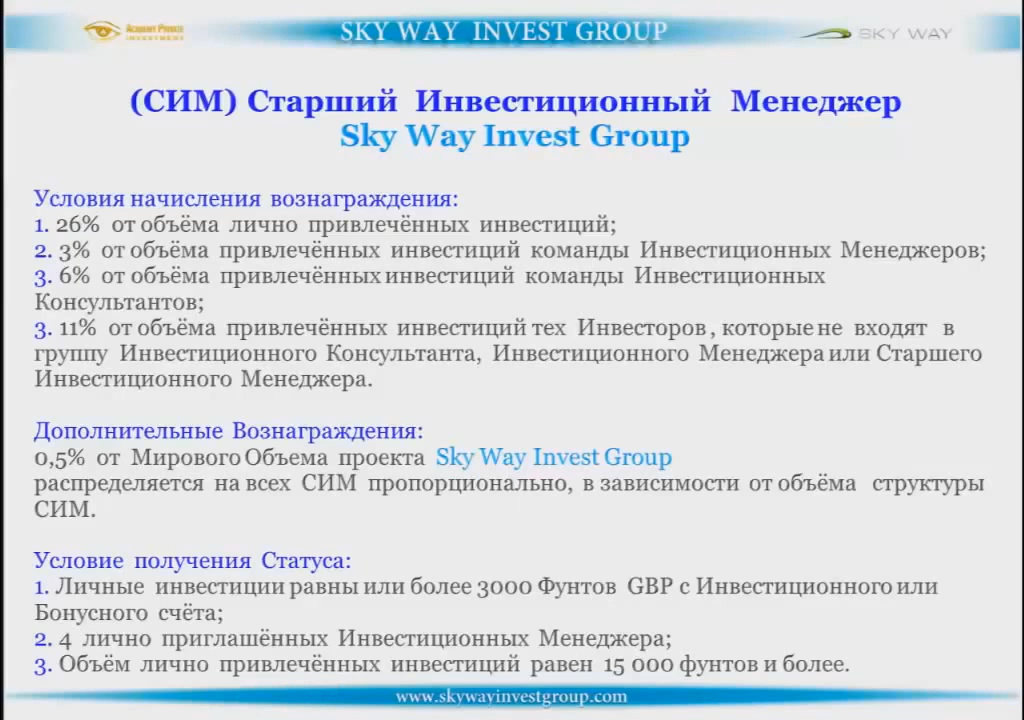 SKY WAY INVEST GROUP
SKY WAY
(СИМ) Старший Инвестиционный Менеджер
Sky Way Invest Group
Условия начисления вознаграждения:
1. 26% от объёма лично привлечённых инвестиций;
2. 3% от объёма привлечённых инвестиций команды Инвестиционных Менеджеров;
3. 6% от объёма привлечённых инвестиций команды Инвестиционных
Консультантов;
3. 11% от объёма привлечённых инвестиций тех Инвесторов, которые не входят в
группу Инвестиционного Консультанта, Инвестиционного Менеджера или Старшего
Инвестиционного Менеджера.
Дополнительные Вознаграждения:
0,5% от Мирового Объема проекта Sky Way Invest Group
распределяется на всех СИМ пропорционально, в зависимости от объёма структуры
СИМ.
Условие получения Статуса:
1. Личные инвестиции равны или более 3000 Фунтов GBP с Инвестиционного или
Бонусного счёта;
2. 4 лично приглашённых Инвестиционных Менеджера;
3. Объём лично привлечённых инвестиций равен 15 000 фунтов и более.
www.skywayinvestgroup.com